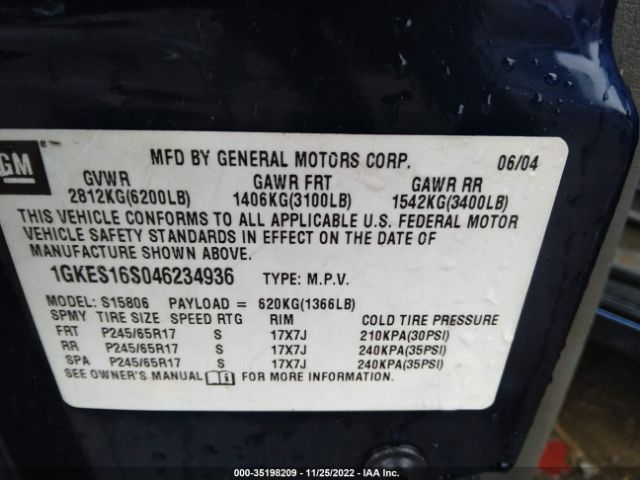 GM
MFD BY GENERAL MOTORS CORP. 06/04
GVWR GAWR FRT GAWR RR
2812KG(6200LB) 1406KG(3100LB) 1542KG(3400LB)
THIS VEHICLE CONFORMS TO ALL APPLICABLE U.S. FEDERAL MOTOR
VEHICLE SAFETY STANDARDS IN EFFECT ON THE DATE OF
MANUFACTURE SHOWN ABOVE.
1GKES16S046234936 TYPE: M.P.V.
MODEL: S15806 PAYLOAD = 620KG(1366LB)
SPMY TIRE SIZE SPEED RTG RIM COLD TIRE PRESSURE
FRT P245/65R17 S 17X7J 210KPA(30PSI)
RR P245/65R17 S 17X7J 240KPA(35PSI)
SPA P245/65R17 S 17X7J 240KPA(35PSI)
SEE OWNER'S MANUAL FOR MORE INFORMATION.
000-35198209 - 11/25/2022 - IAA Inc.